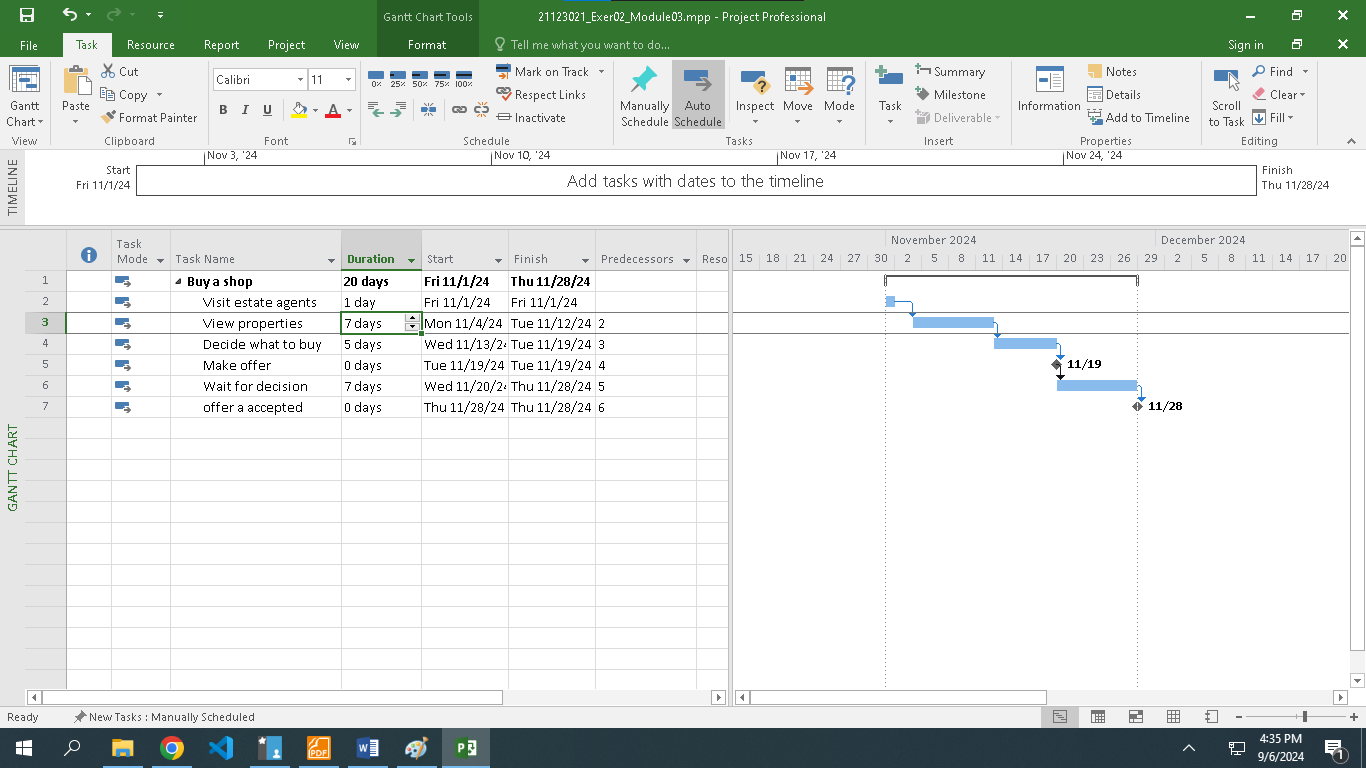 Gantt Chart Tools
21123021_Exer02_Module03.mpp - Project Professional
File Task Resource Report Project View Format Tell me what you want to do... Sign in
Gantt Chart
View
Paste
Cut
Copy
Format Painter
Clipboard
Calibri 11
B I U A
Font
0% 25% 50% 75% 100%
Mark on Track
Respect Links
Inactivate
Schedule
Manually Schedule
Auto Schedule
Inspect
Move
Mode
Tasks
Task
Summary
Milestone
Deliverable
Insert
Information
Notes
Details
Add to Timeline
Properties
Scroll to Task
Find
Clear
Fill
Editing
TIMELINE
Nov 3, '24 Nov 10, '24 Nov 17, '24 Nov 24, '24
Start
Fri 11/1/24
Add tasks with dates to the timeline
Finish
Thu 11/28/24
GANTT CHART
Task Mode Task Name Duration Start Finish Predecessors Reso
1 Buy a shop 20 days Fri 11/1/24 Thu 11/28/24
2 Visit estate agents 1 day Fri 11/1/24 Fri 11/1/24
3 View properties 7 days Mon 11/4/24 Tue 11/12/24 2
4 Decide what to buy 5 days Wed 11/13/24 Tue 11/19/24 3
5 Make offer 0 days Tue 11/19/24 Tue 11/19/24 4
6 Wait for decision 7 days Wed 11/20/24 Thu 11/28/24 5
7 offer a accepted 0 days Thu 11/28/24 Thu 11/28/24 6
November 2024 December 2024
15 18 21 24 27 30 2 5 8 11 14 17 20 23 26 29 2 5 8 11 14 17 20
11/19
11/28
Ready New Tasks : Manually Scheduled
PDF
W
P
4:35 PM
9/6/2024
1